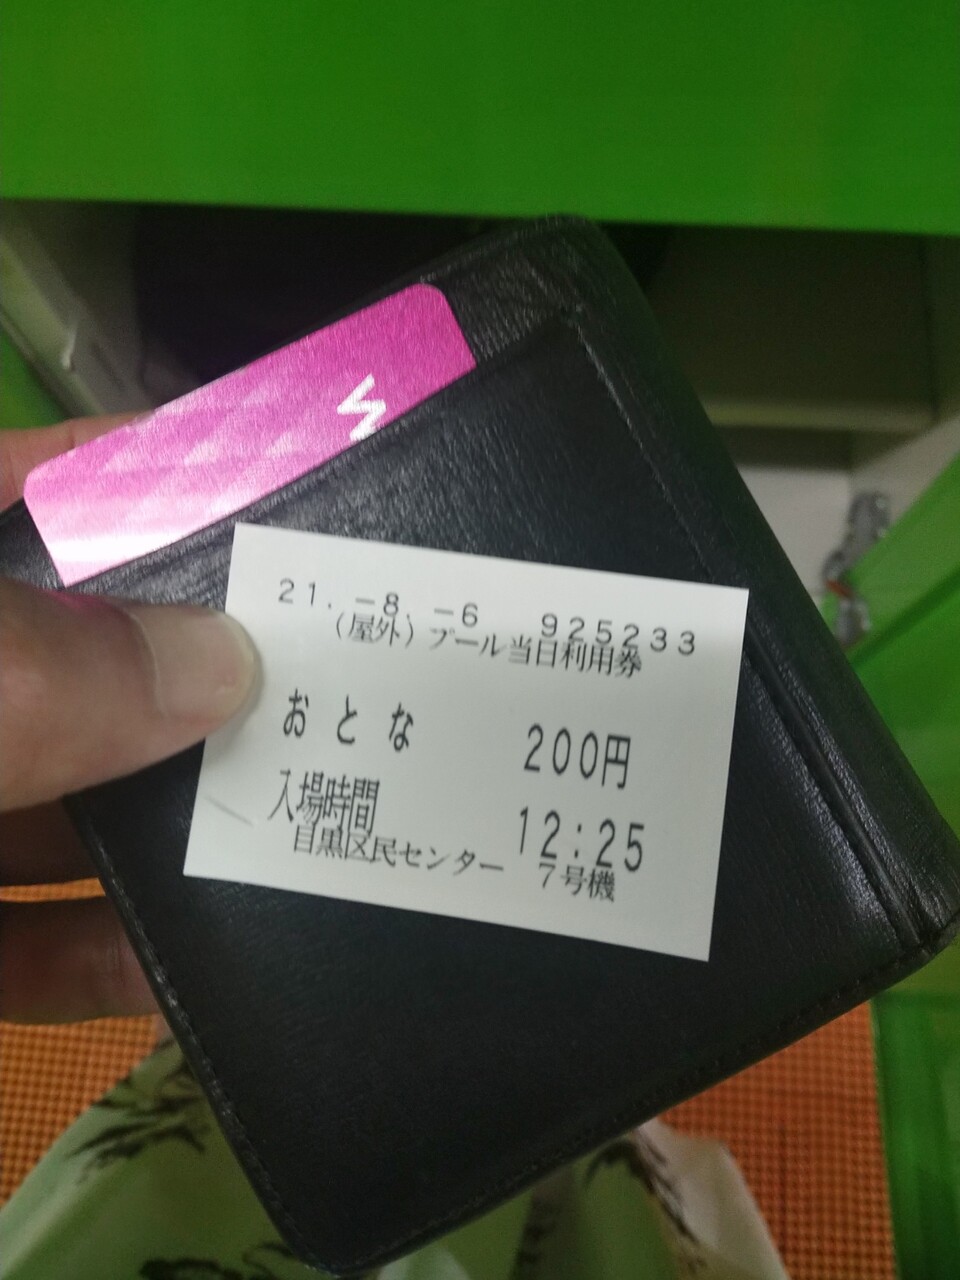 21.-8.-6 925233
（屋外）プール当日利用券
おとな 200円
入場時間 12:25
目黒区民センター 7号機